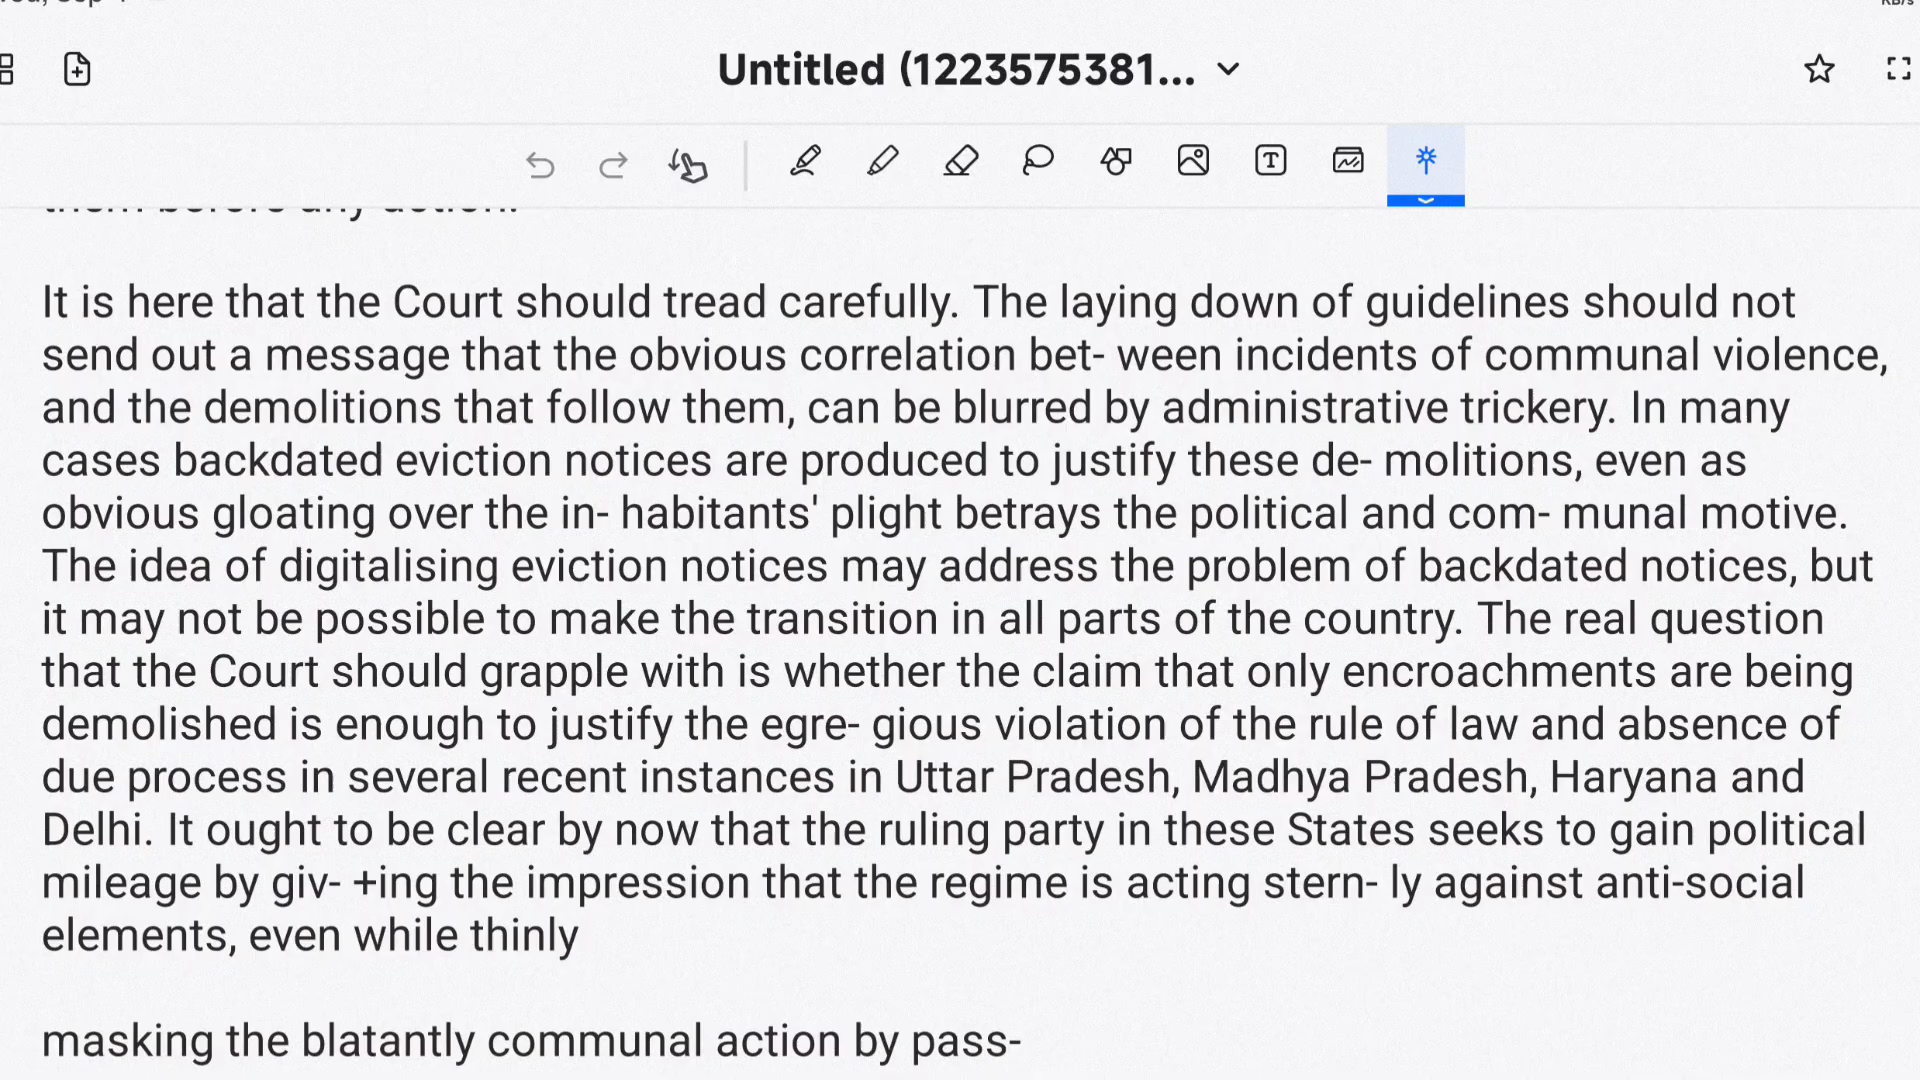 Untitled (1223575381...
them before any action.
It is here that the Court should tread carefully. The laying down of guidelines should not
send out a message that the obvious correlation bet- ween incidents of communal violence,
and the demolitions that follow them, can be blurred by administrative trickery. In many
cases backdated eviction notices are produced to justify these de- molitions, even as
obvious gloating over the in- habitants' plight betrays the political and com- munal motive.
The idea of digitalising eviction notices may address the problem of backdated notices, but
it may not be possible to make the transition in all parts of the country. The real question
that the Court should grapple with is whether the claim that only encroachments are being
demolished is enough to justify the egre- gious violation of the rule of law and absence of
due process in several recent instances in Uttar Pradesh, Madhya Pradesh, Haryana and
Delhi. It ought to be clear by now that the ruling party in these States seeks to gain political
mileage by giv- +ing the impression that the regime is acting stern- ly against anti-social
elements, even while thinly
masking the blatantly communal action by pass-